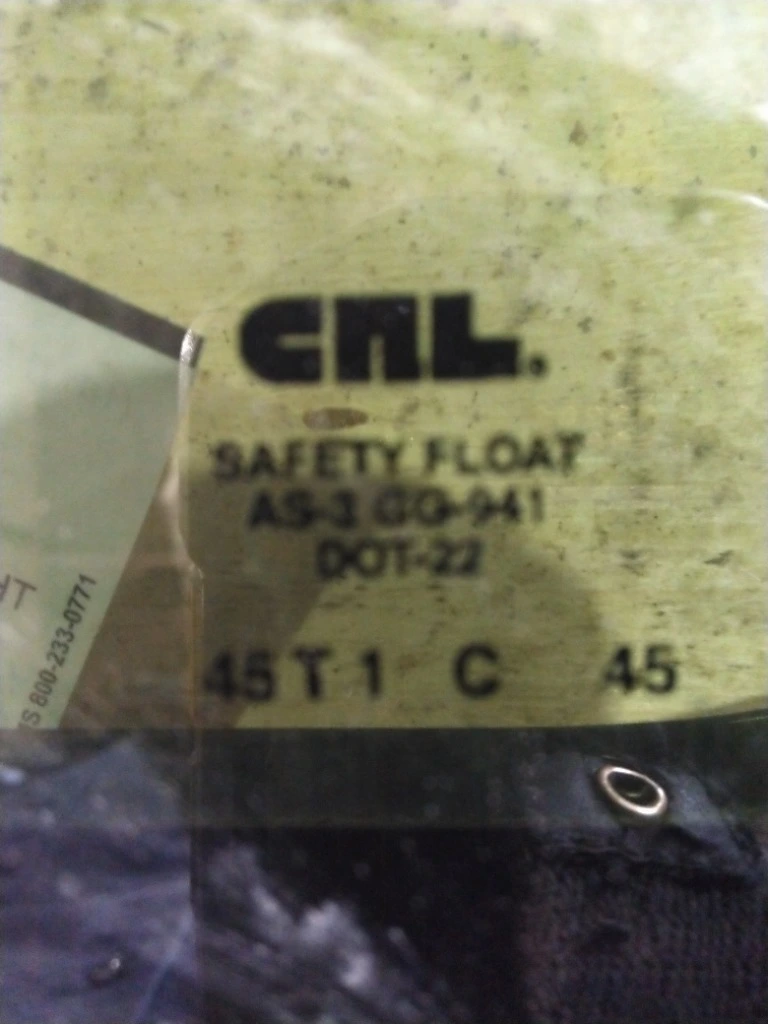 CRL.
SAFETY FLOAT
AS-3 GG-941
DOT-22
45 T 1 C 45
S 800-233-0771